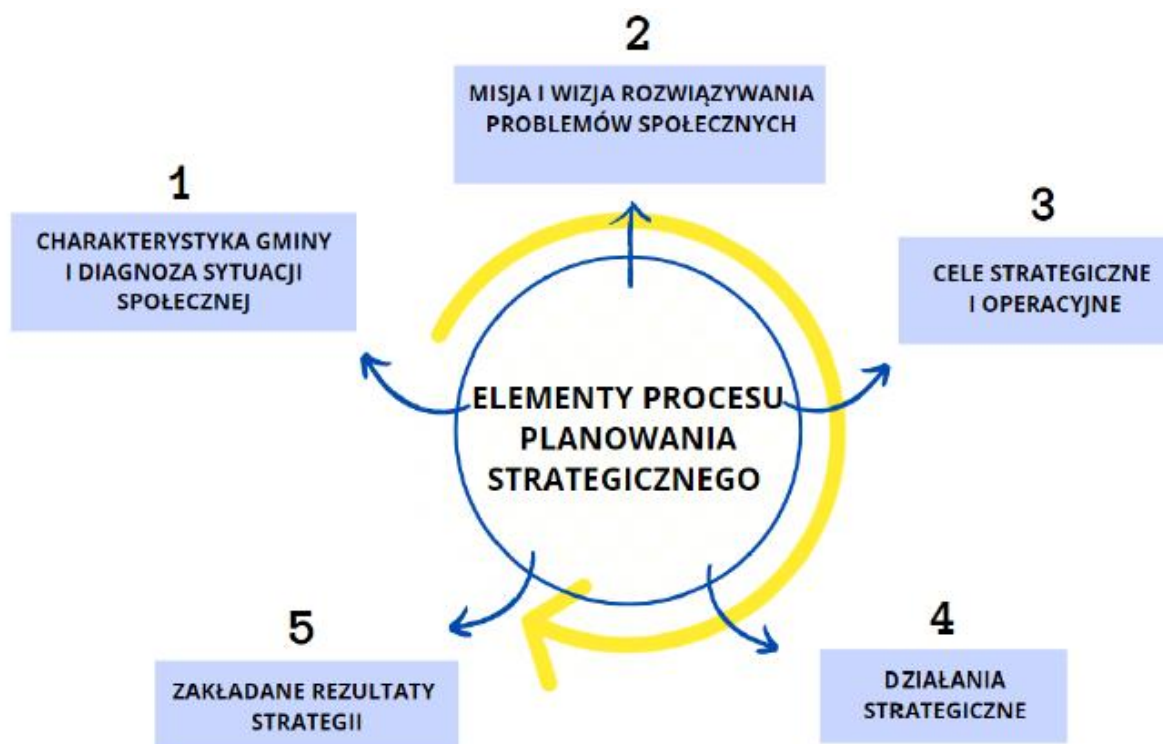 1
CHARAKTERYSTYKA GMINY
I DIAGNOZA SYTUACJI
SPOŁECZNEJ
2
MISJA I WIZJA ROZWIĄZYWANIA
PROBLEMÓW SPOŁECZNYCH
3
CELE STRATEGICZNE
I OPERACYJNE
ELEMENTY PROCESU
PLANOWANIA
STRATEGICZNEGO
4
DZIAŁANIA
STRATEGICZNE
5
ZAKŁADANE REZULTATY
STRATEGII